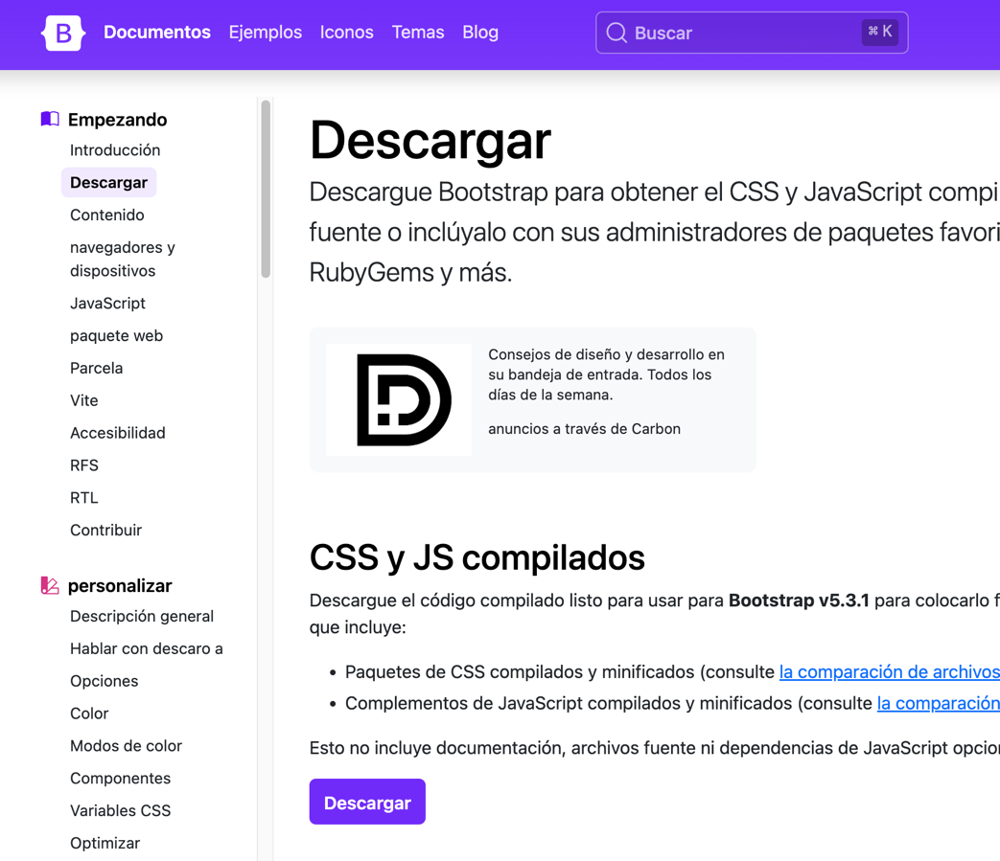 B Documentos Ejemplos Iconos Temas Blog Buscar ⌘ K
Empezando
Introducción
Descargar
Contenido
navegadores y
dispositivos
JavaScript
paquete web
Parcela
Vite
Accesibilidad
RFS
RTL
Contribuir
personalizar
Descripción general
Hablar con descaro a
Opciones
Color
Modos de color
Componentes
Variables CSS
Optimizar
Descargar
Descargue Bootstrap para obtener el CSS y JavaScript compi
fuente o inclúyalo con sus administradores de paquetes favori
RubyGems y más.
Consejos de diseño y desarrollo en
su bandeja de entrada. Todos los
días de la semana.
anuncios a través de Carbon
CSS y JS compilados
Descargue el código compilado listo para usar para Bootstrap v5.3.1 para colocarlo f
que incluye:
• Paquetes de CSS compilados y minificados (consulte la comparación de archivos
• Complementos de JavaScript compilados y minificados (consulte la comparación
Esto no incluye documentación, archivos fuente ni dependencias de JavaScript opcio
Descargar